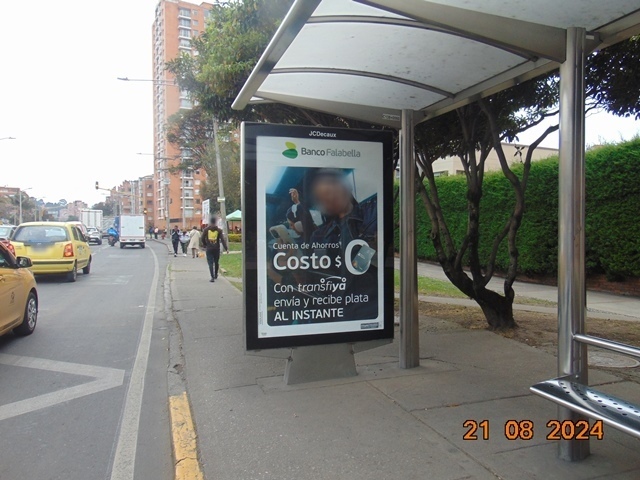 JCDecaux
Banco Falabella
Cuenta de Ahorros
Costo $0
Con transfiya
envía y recibe plata
AL INSTANTE
21 08 2024